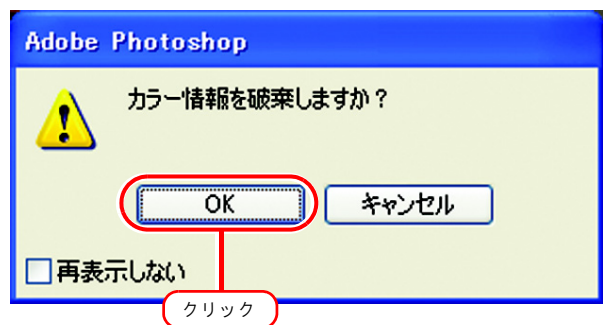 Adobe Photoshop
カラー情報を破棄しますか？
OK
キャンセル
再表示しない
クリック